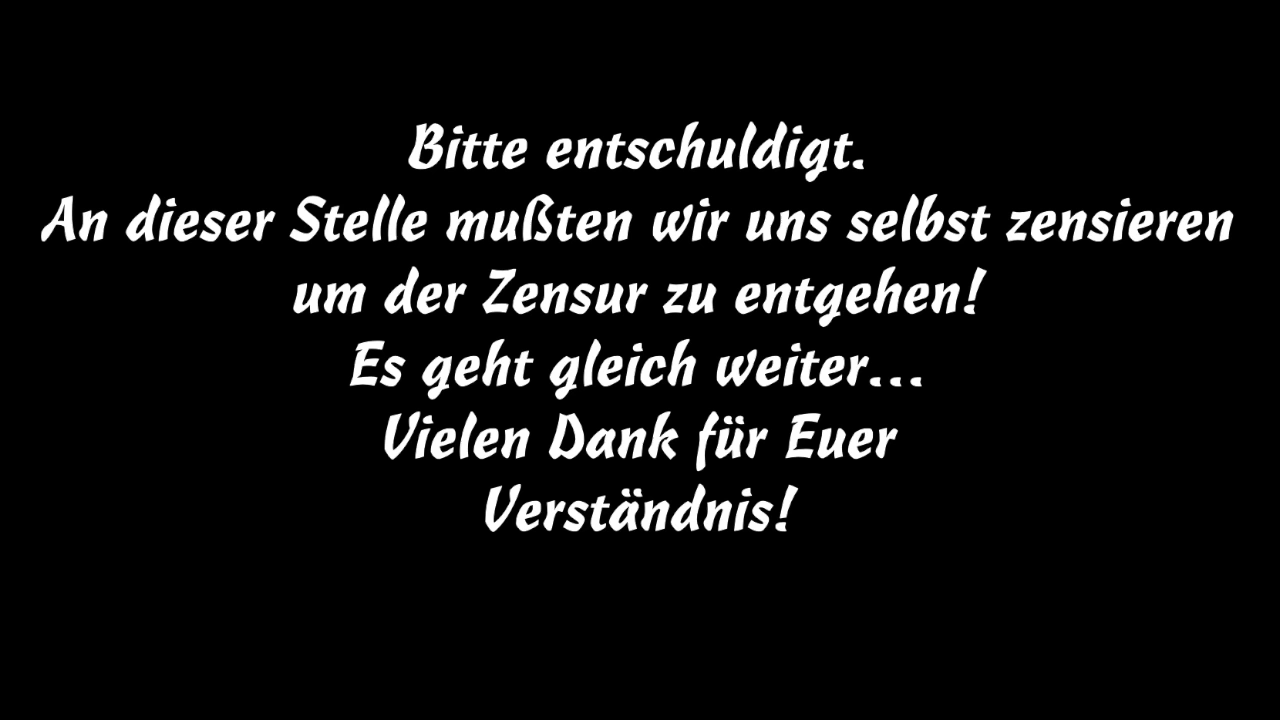 Bitte entschuldigt.
An dieser Stelle mußten wir uns selbst zensieren
um der Zensur zu entgehen!
Es geht gleich weiter...
Vielen Dank für Euer
Verständnis!